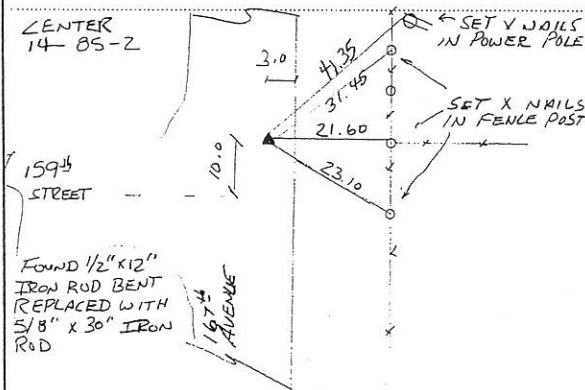 CENTER
14-85-2
3.0
41.35
31.45
21.60
23.10
10.0
SET V NAILS
IN POWER POLE
SET X NAILS
IN FENCE POST
159th
STREET
167th
AVENUE
FOUND 1/2" X 12"
IRON ROD BENT
REPLACED WITH
5/8" X 30" IRON
ROD